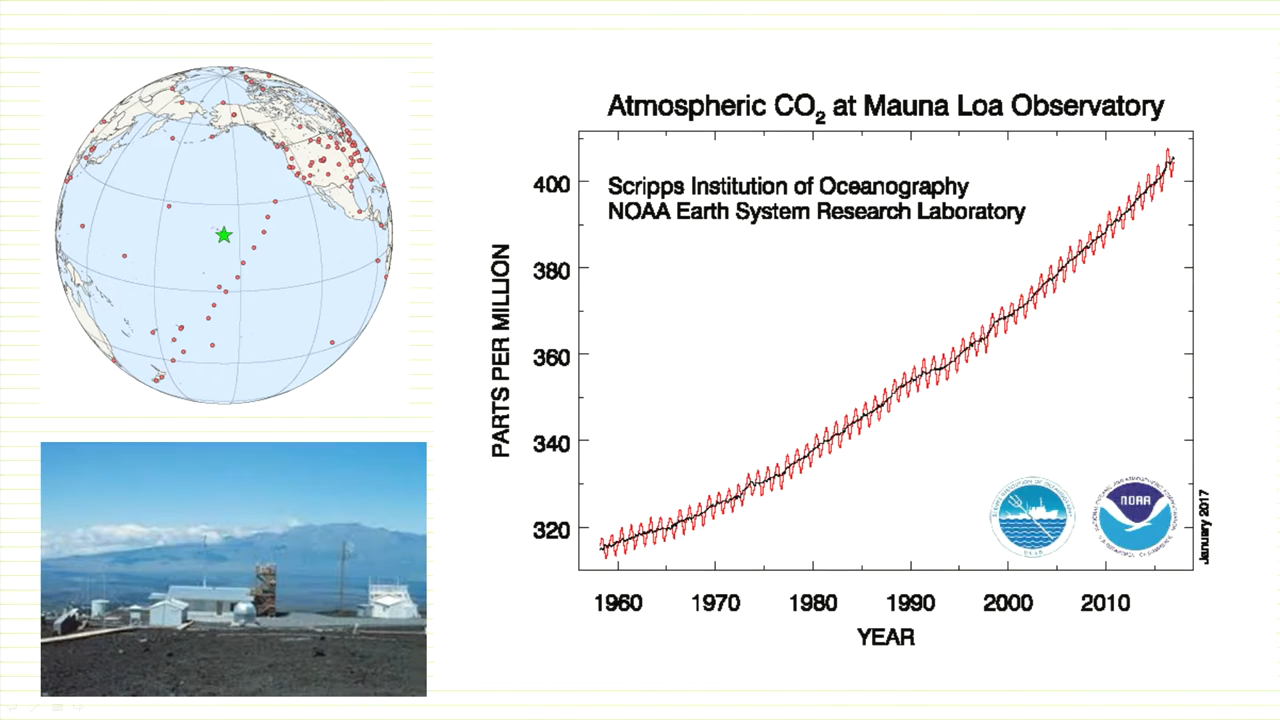 Atmospheric CO₂ at Mauna Loa Observatory
Scripps Institution of Oceanography
NOAA Earth System Research Laboratory
PARTS PER MILLION
400
380
360
340
320
1960 1970 1980 1990 2000 2010
YEAR
NOAA
January 2017